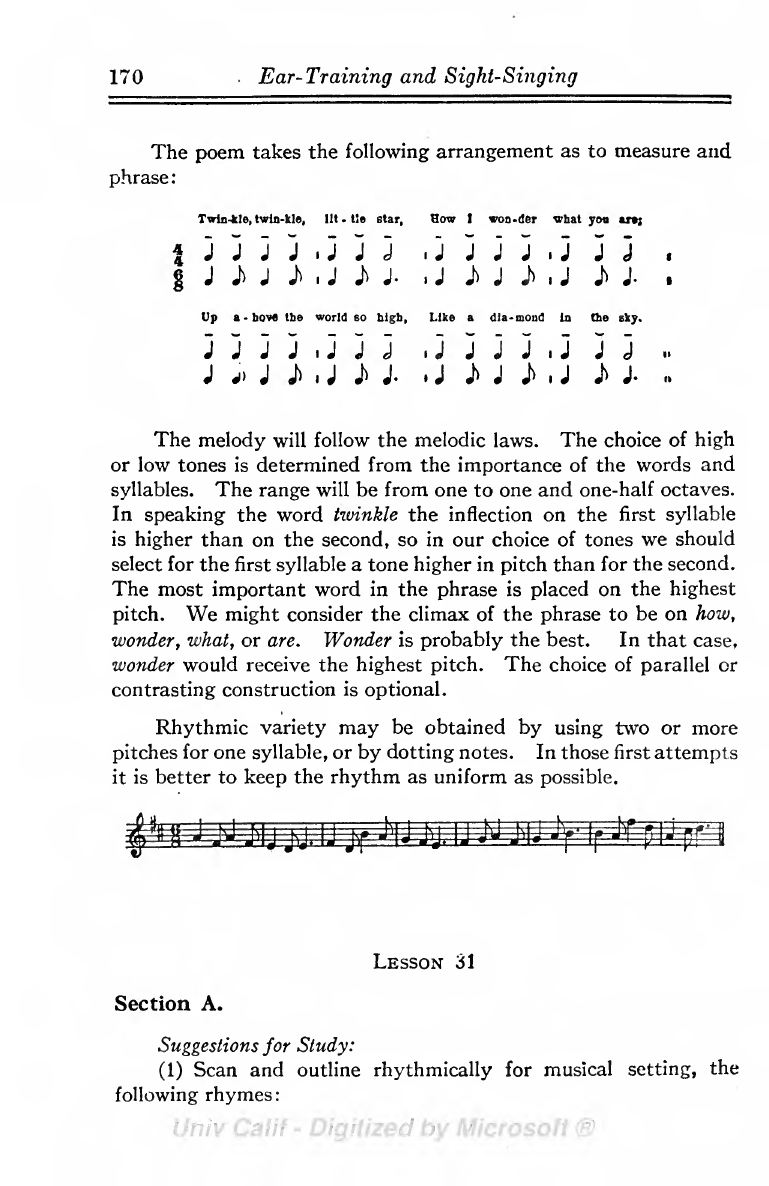 170 Ear-Training and Sight-Singing
The poem takes the following arrangement as to measure and
phrase:
Twin-kle, twin-kle, lit - tle star, How I won-der what you are;
4
4
6
8
Up a - bove the world so high, Like a dia-mond in the sky.
The melody will follow the melodic laws. The choice of high
or low tones is determined from the importance of the words and
syllables. The range will be from one to one and one-half octaves.
In speaking the word twinkle the inflection on the first syllable
is higher than on the second, so in our choice of tones we should
select for the first syllable a tone higher in pitch than for the second.
The most important word in the phrase is placed on the highest
pitch. We might consider the climax of the phrase to be on how,
wonder, what, or are. Wonder is probably the best. In that case,
wonder would receive the highest pitch. The choice of parallel or
contrasting construction is optional.
Rhythmic variety may be obtained by using two or more
pitches for one syllable, or by dotting notes. In those first attempts
it is better to keep the rhythm as uniform as possible.
6
8
Lesson 31
Section A.
Suggestions for Study:
(1) Scan and outline rhythmically for musical setting, the
following rhymes:
Univ Calif - Digitized by Microsoft ®